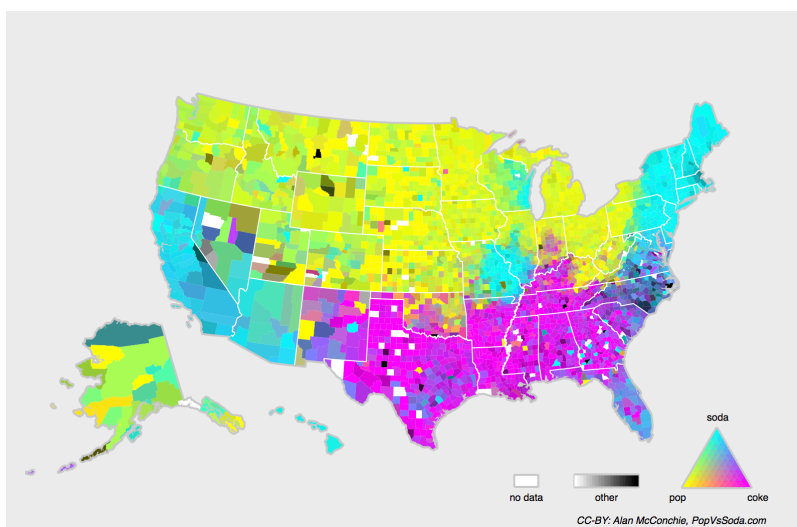 soda
no data
other
pop
coke
CC-BY: Alan McConchie, PopVsSoda.com